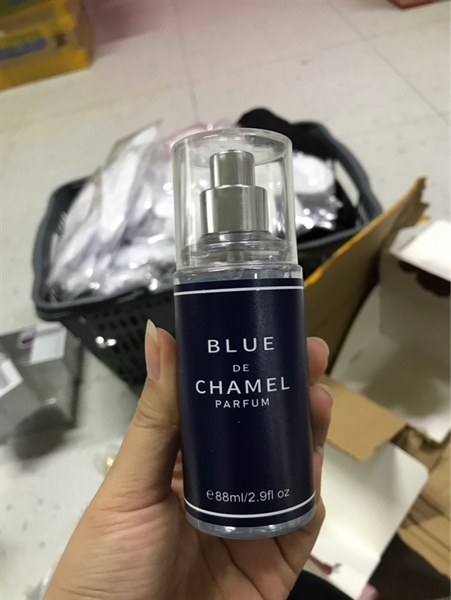 BLUE
DE
CHAMEL
PARFUM
℮88ml/2.9fl oz